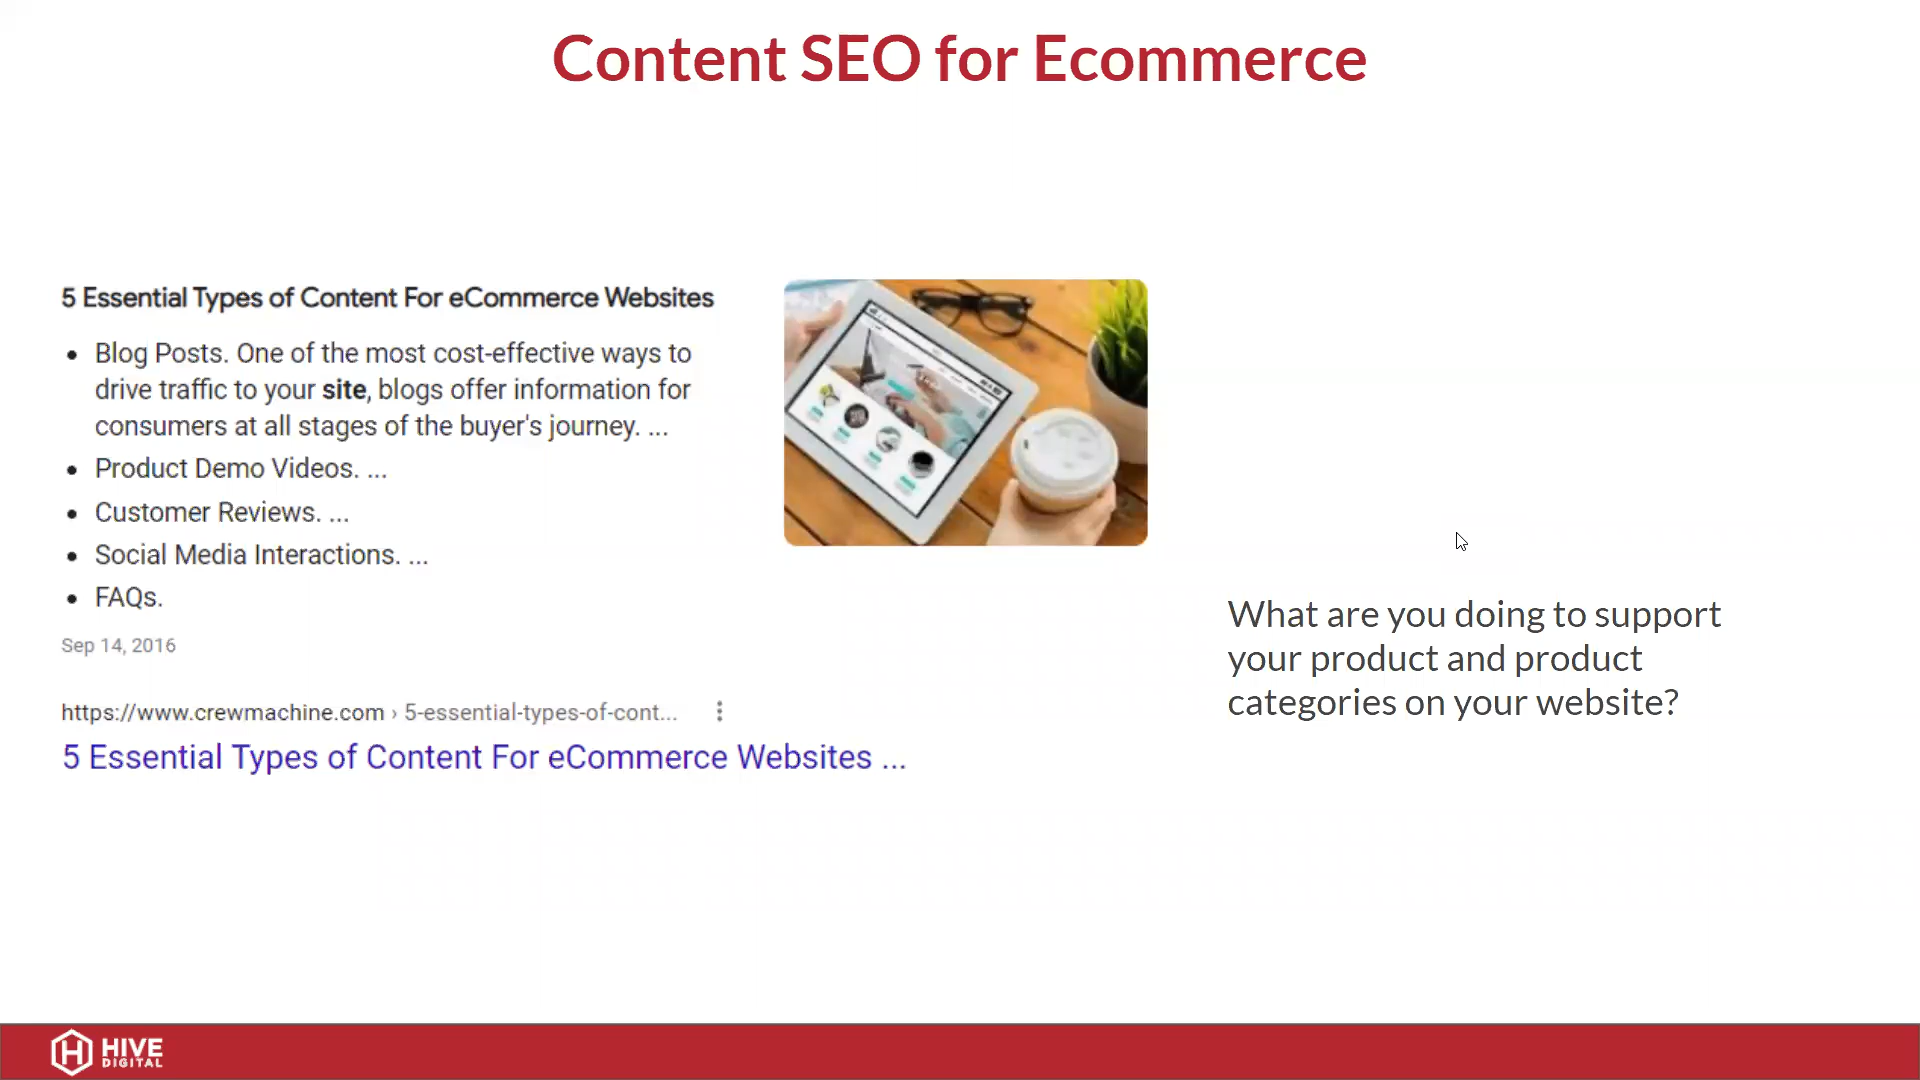 Content SEO for Ecommerce
5 Essential Types of Content For eCommerce Websites
• Blog Posts. One of the most cost-effective ways to
drive traffic to your site, blogs offer information for
consumers at all stages of the buyer's journey. ...
• Product Demo Videos. ...
• Customer Reviews. ...
• Social Media Interactions. ...
• FAQs.
Sep 14, 2016
https://www.crewmachine.com › 5-essential-types-of-cont...
5 Essential Types of Content For eCommerce Websites ...
What are you doing to support
your product and product
categories on your website?
HIVE
DIGITAL